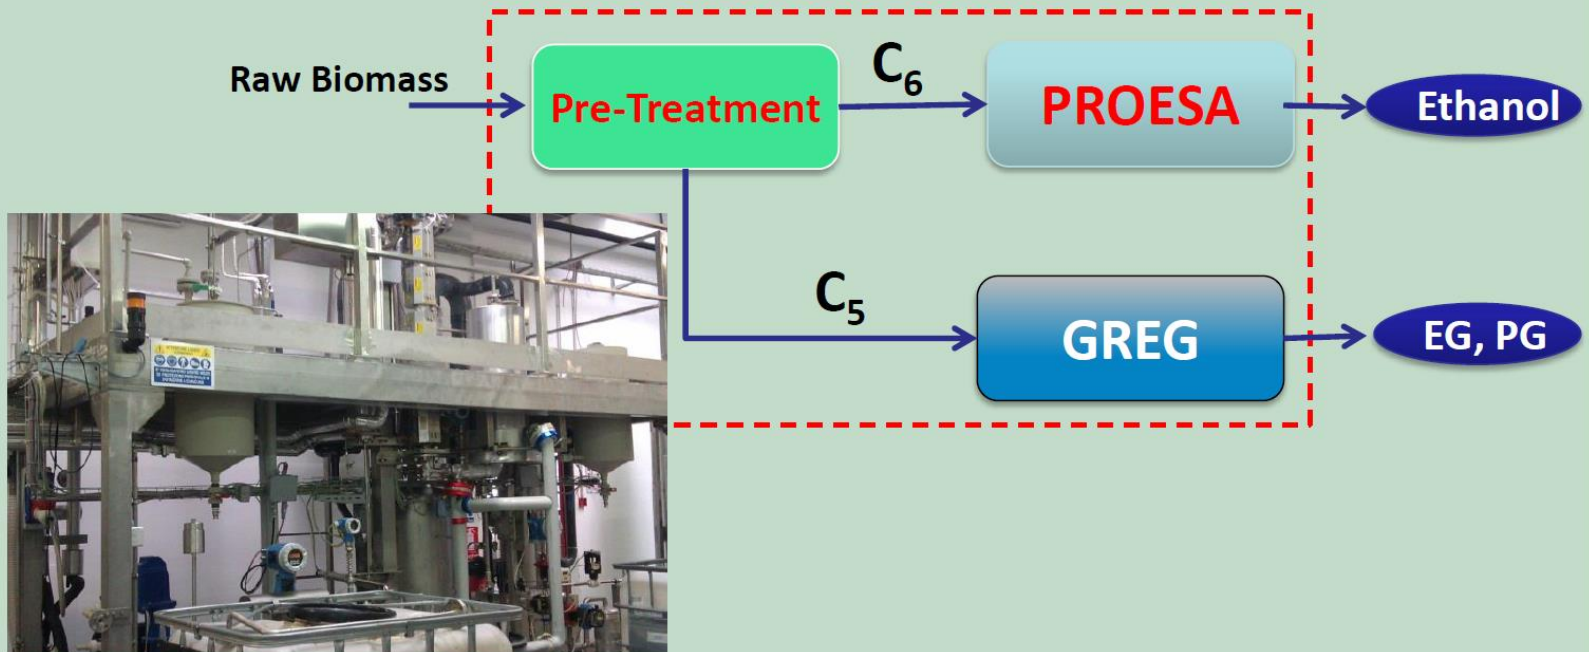 Raw Biomass
Pre-Treatment
C₆
PROESA
Ethanol
C₅
GREG
EG, PG